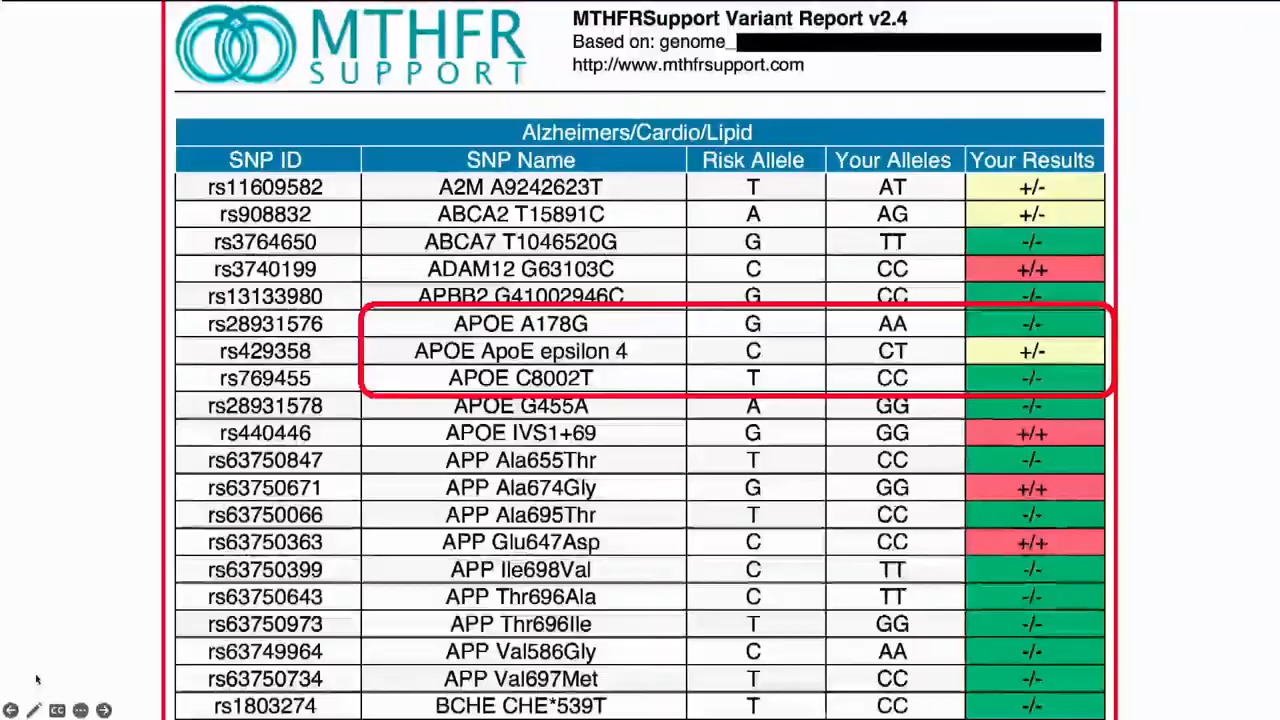 MTHFR
SUPPORT
MTHFRSupport Variant Report v2.4
Based on: genome_
http://www.mthfrsupport.com
Alzheimers/Cardio/Lipid
SNP ID SNP Name Risk Allele Your Alleles Your Results
rs11609582 A2M A9242623T T AT +/-
rs908832 ABCA2 T15891C A AG +/-
rs3764650 ABCA7 T1046520G G TT -/-
rs3740199 ADAM12 G63103C C CC +/+
rs13133980 APBB2 G41002946C G CC -/-
rs28931576 APOE A178G G AA -/-
rs429358 APOE ApoE epsilon 4 C CT +/-
rs769455 APOE C8002T T CC -/-
rs28931578 APOE G455A A GG -/-
rs440446 APOE IVS1+69 G GG +/+
rs63750847 APP Ala655Thr T CC -/-
rs63750671 APP Ala674Gly G GG +/+
rs63750066 APP Ala695Thr T CC -/-
rs63750363 APP Glu647Asp C CC +/+
rs63750399 APP Ile698Val C TT -/-
rs63750643 APP Thr696Ala C TT -/-
rs63750973 APP Thr696Ile T GG -/-
rs63749964 APP Val586Gly C AA -/-
rs63750734 APP Val697Met T CC -/-
rs1803274 BCHE CHE*539T T CC -/-
CC